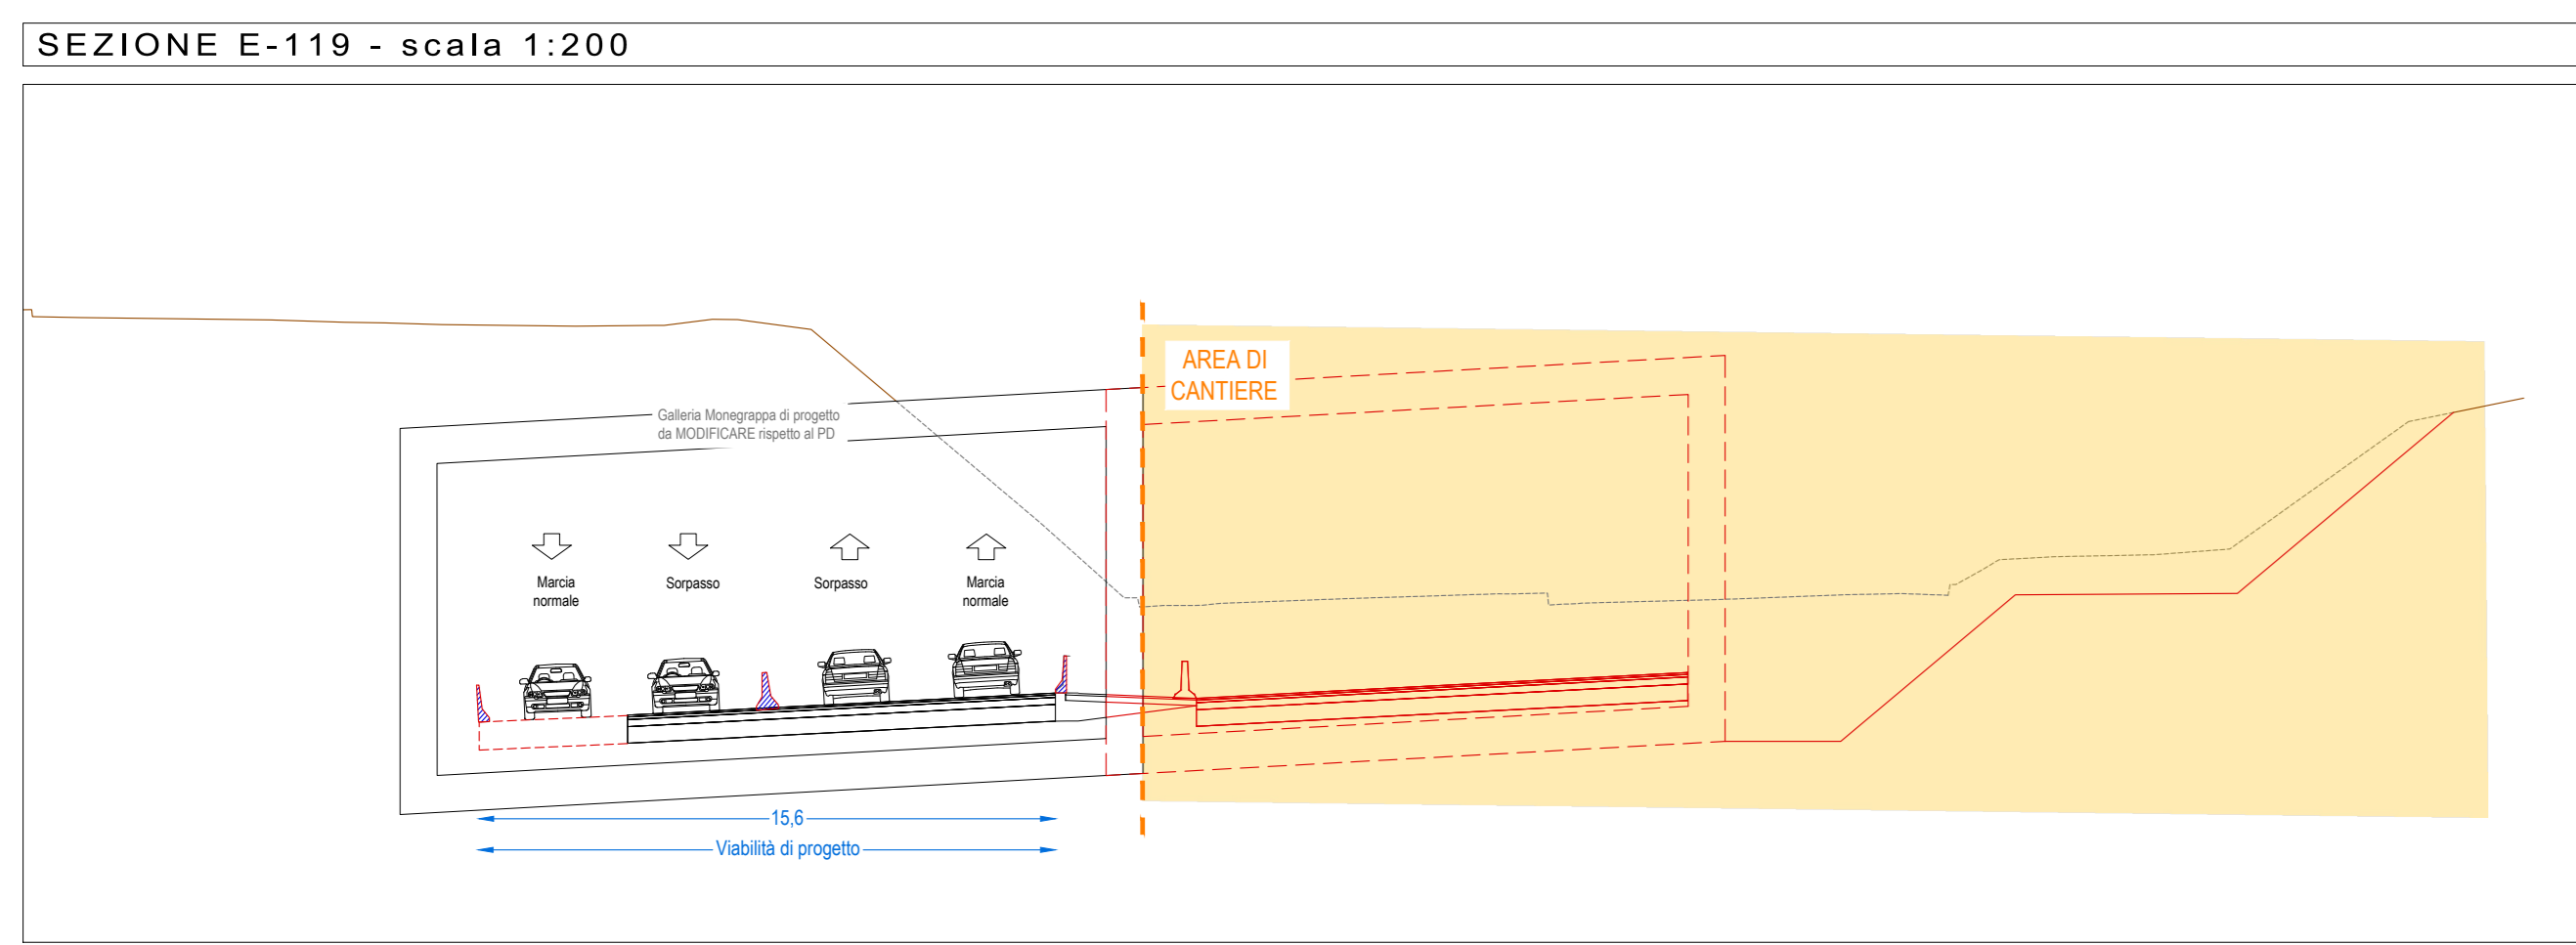 SEZIONE E-119 - scala 1:200
AREA DI
CANTIERE
Galleria Monegrappa di progetto
da MODIFICARE rispetto al PD
Marcia
normale
Sorpasso
Sorpasso
Marcia
normale
15,6
Viabilità di progetto